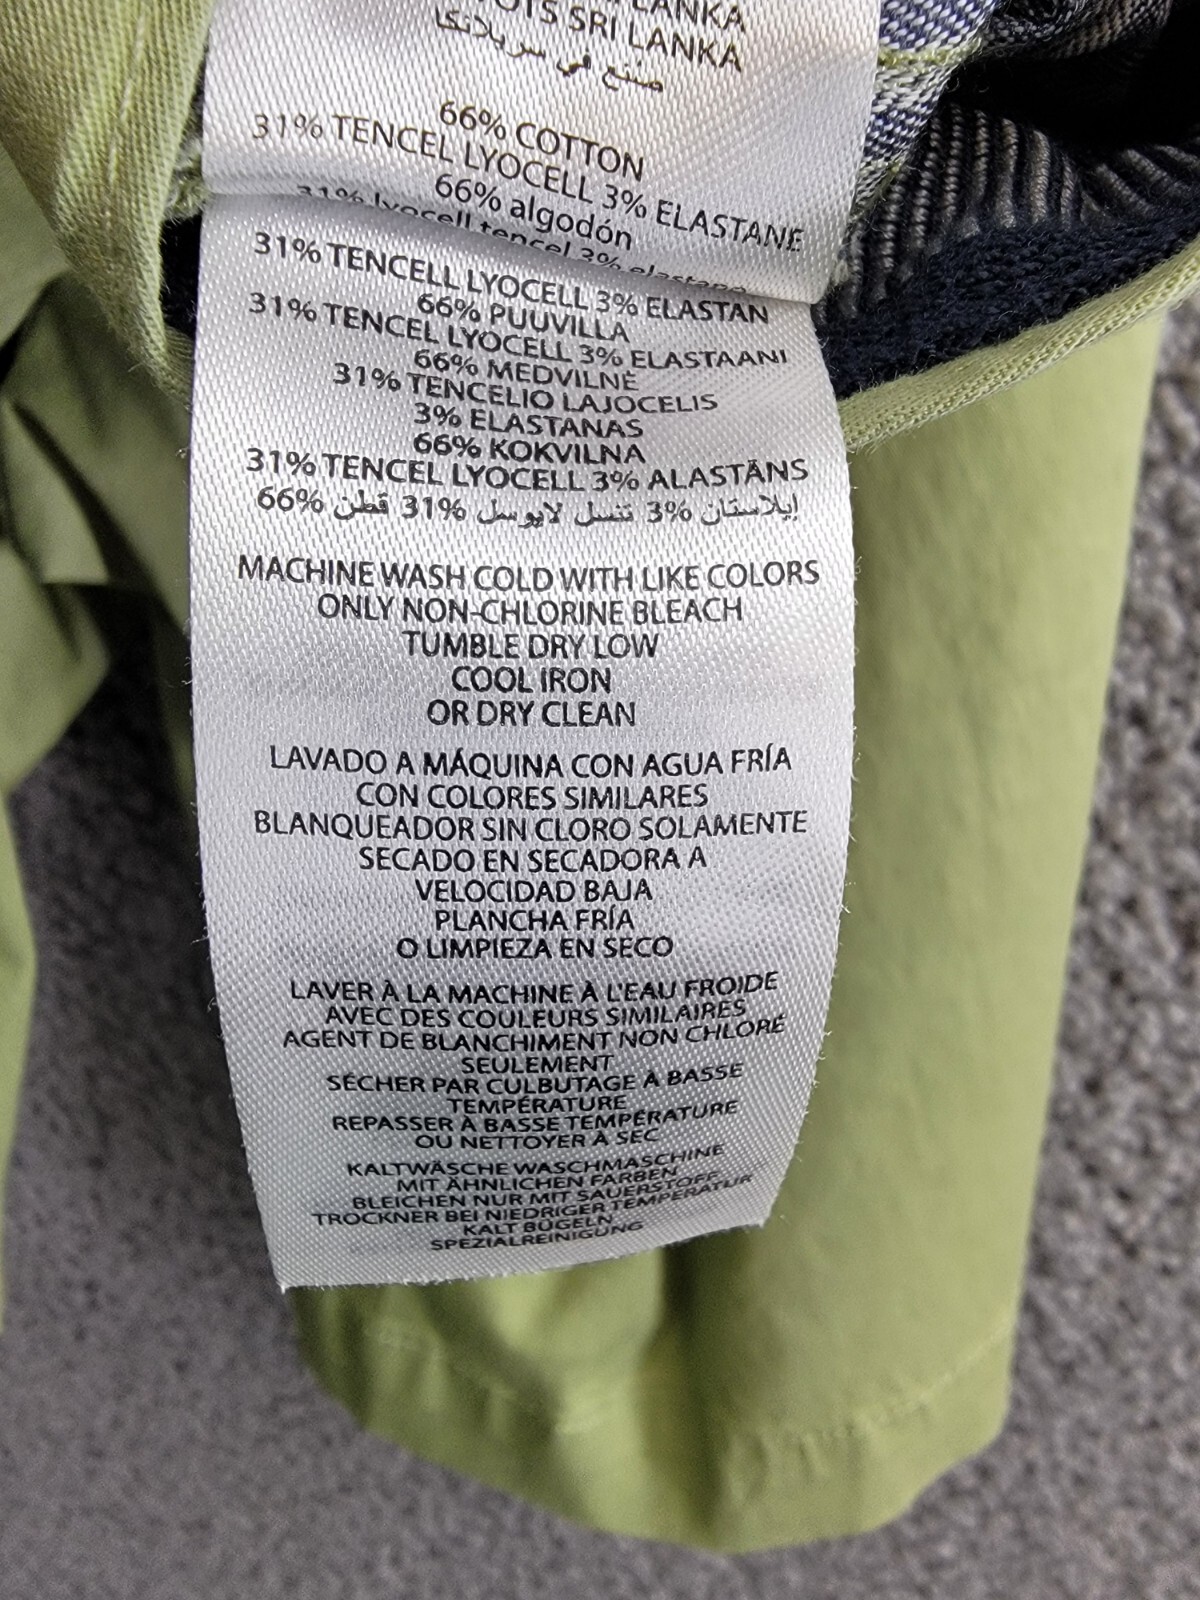 LANKA
SRI LANKA
صنع في سريلانكا
66% COTTON
31% TENCEL LYOCELL 3% ELASTANE
66% algodón
31% lyocell tencel 3% elastano
31% TENCELL LYOCELL 3% ELASTAN
66% PUUVILLA
31% TENCEL LYOCELL 3% ELASTAANI
66% MEDVILNĖ
31% TENCELIO LAJOCELIS
3% ELASTANAS
66% KOKVILNA
31% TENCEL LYOCELL 3% ALASTĀNS
66% قطن 31% تنسل لايوسل 3% إيلاستان
MACHINE WASH COLD WITH LIKE COLORS
ONLY NON-CHLORINE BLEACH
TUMBLE DRY LOW
COOL IRON
OR DRY CLEAN
LAVADO A MÁQUINA CON AGUA FRÍA
CON COLORES SIMILARES
BLANQUEADOR SIN CLORO SOLAMENTE
SECADO EN SECADORA A
VELOCIDAD BAJA
PLANCHA FRÍA
O LIMPIEZA EN SECO
LAVER À LA MACHINE À L'EAU FROIDE
AVEC DES COULEURS SIMILAIRES
AGENT DE BLANCHIMENT NON CHLORÉ
SEULEMENT
SÉCHER PAR CULBUTAGE À BASSE
TEMPÉRATURE
REPASSER À BASSE TEMPÉRATURE
OU NETTOYER À SEC
KALTWÄSCHE WASCHMASCHINE
MIT ÄHNLICHEN FARBEN
BLEICHEN NUR MIT SAUERSTOFF
TROCKNER BEI NIEDRIGER TEMPERATUR
KALT BÜGELN
SPEZIALREINIGUNG